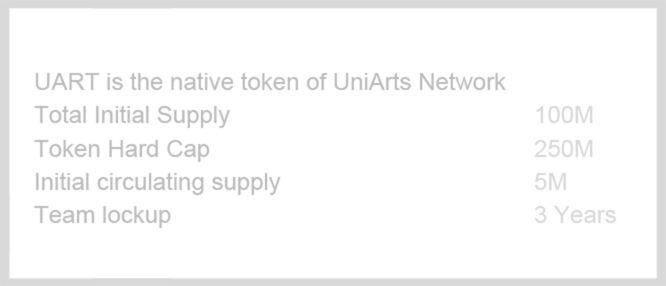 UART is the native token of UniArts Network
Total Initial Supply 100M
Token Hard Cap 250M
Initial circulating supply 5M
Team lockup 3 Years